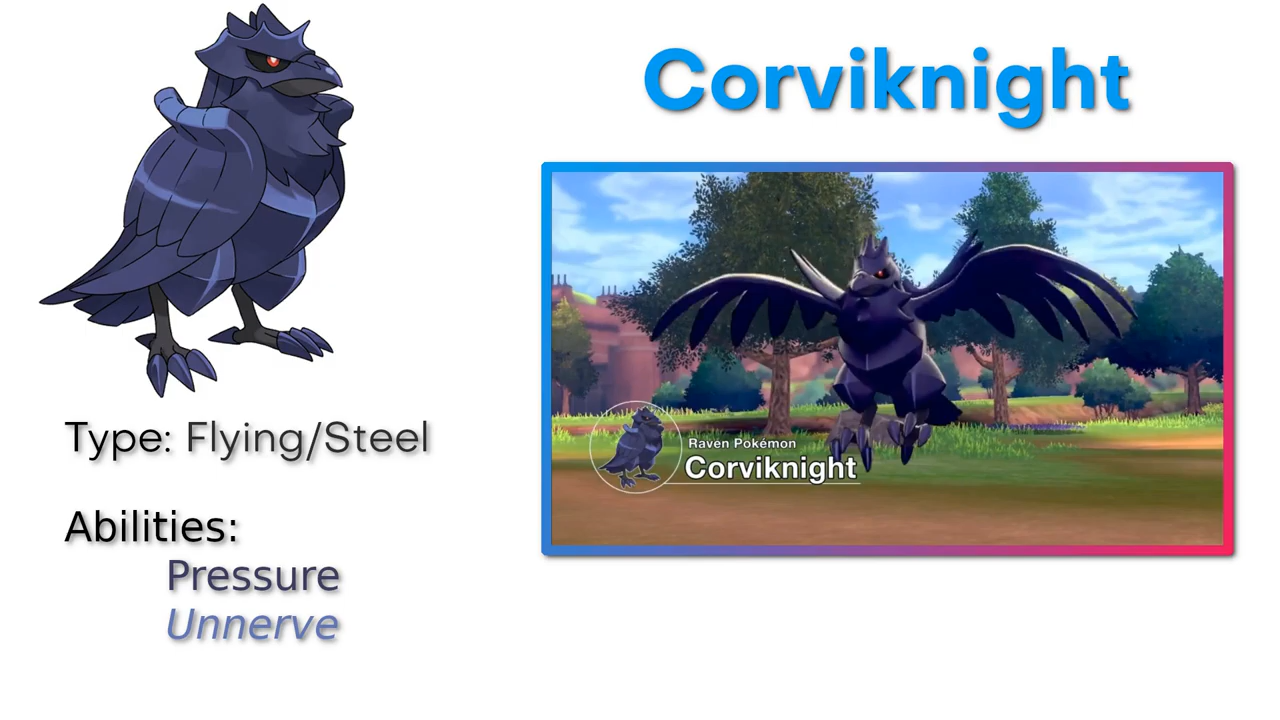 Corviknight
Raven Pokémon
Corviknight
Type: Flying/Steel
Abilities:
Pressure
Unnerve